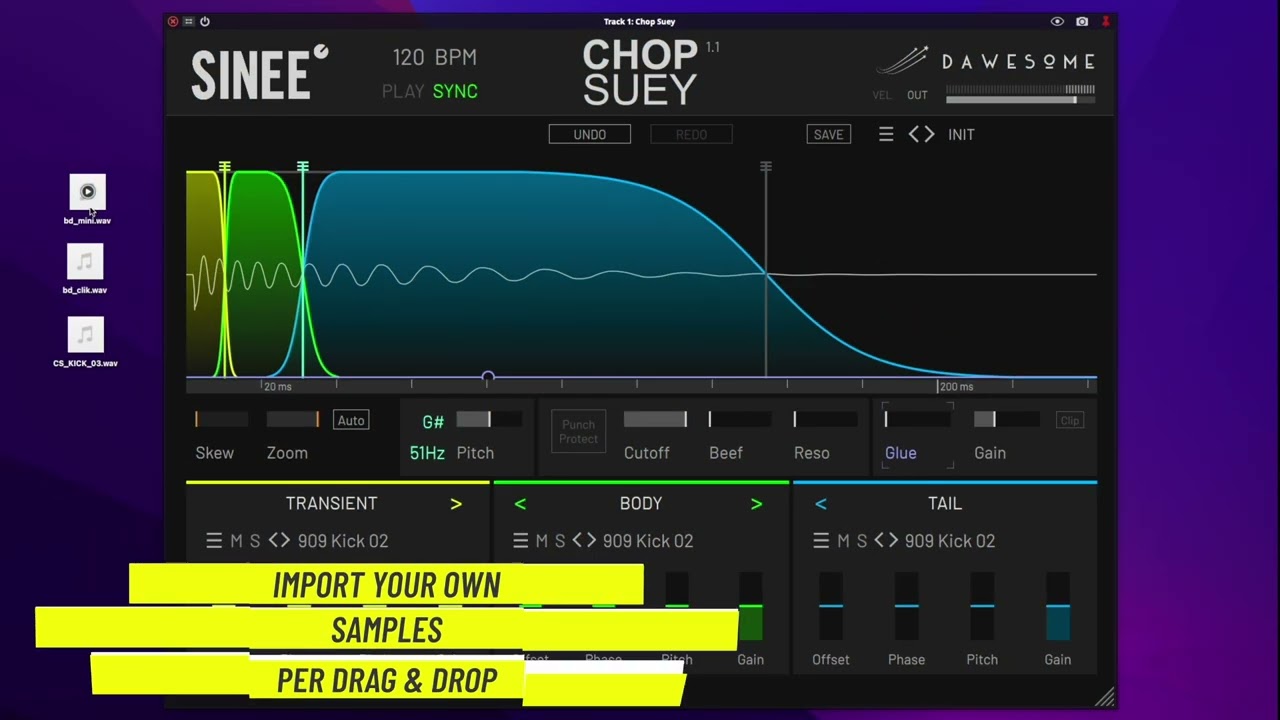 Track 1: Chop Suey
SINEE
120 BPM
PLAY SYNC
CHOP
SUEY
1.1
DAWESOME
VEL OUT
UNDO
REDO
SAVE
INIT
bd_mini.wav
bd_clik.wav
CS_KICK_03.wav
20 ms
200 ms
Skew
Zoom
Auto
G#
51Hz Pitch
Punch
Protect
Cutoff
Beef
Reso
Glue
Gain
Clip
TRANSIENT >
< BODY >
< TAIL
M S <> 909 Kick 02
M S <> 909 Kick 02
M S <> 909 Kick 02
IMPORT YOUR OWN
SAMPLES
PER DRAG & DROP
Gain
Offset
Phase
Pitch
Gain